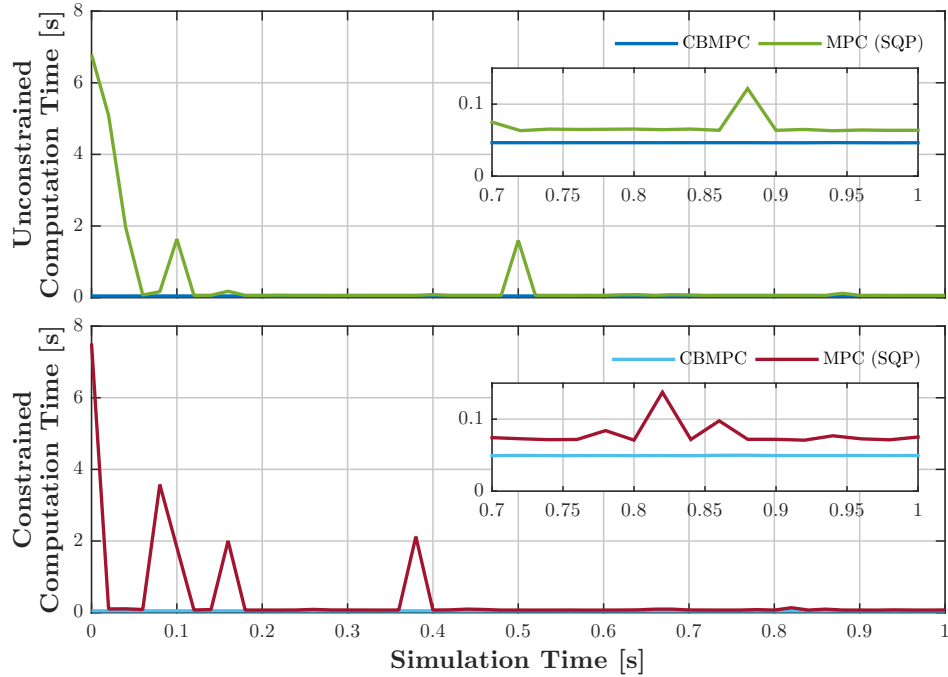 Unconstrained
Computation Time [s]
8
6
4
2
0
CBMPC MPC (SQP)
0.1
0
0.7 0.75 0.8 0.85 0.9 0.95 1
Constrained
Computation Time [s]
8
6
4
2
0
CBMPC MPC (SQP)
0.1
0
0.7 0.75 0.8 0.85 0.9 0.95 1
0 0.1 0.2 0.3 0.4 0.5 0.6 0.7 0.8 0.9 1
Simulation Time [s]